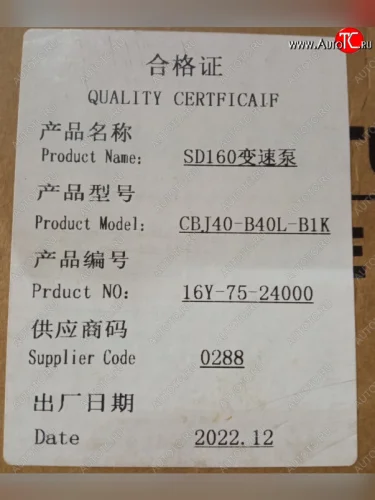 www.AutoTC.ru
合格证
QUALITY CERTFICAIF
产品名称
Product Name: SD160变速泵
产品型号
Product Model: CBJ40-B40L-B1K
产品编号
Prduct NO: 16Y-75-24000
供应商码
Supplier Code 0288
出厂日期
Date 2022.12